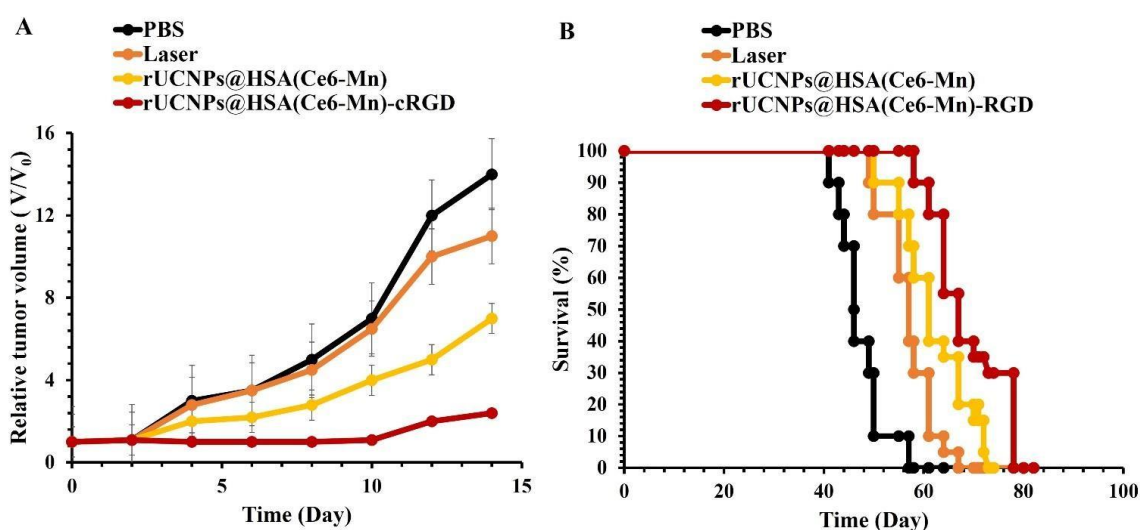 A
PBS
Laser
rUCNPs@HSA(Ce6-Mn)
rUCNPs@HSA(Ce6-Mn)-cRGD
Relative tumor volume ( V/V₀)
16
12
8
4
0
0 5 10 15
Time (Day)
B
PBS
Laser
rUCNPs@HSA(Ce6-Mn)
rUCNPs@HSA(Ce6-Mn)-RGD
Survival (%)
100
90
80
70
60
50
40
30
20
10
0
0 20 40 60 80 100
Time (Day)